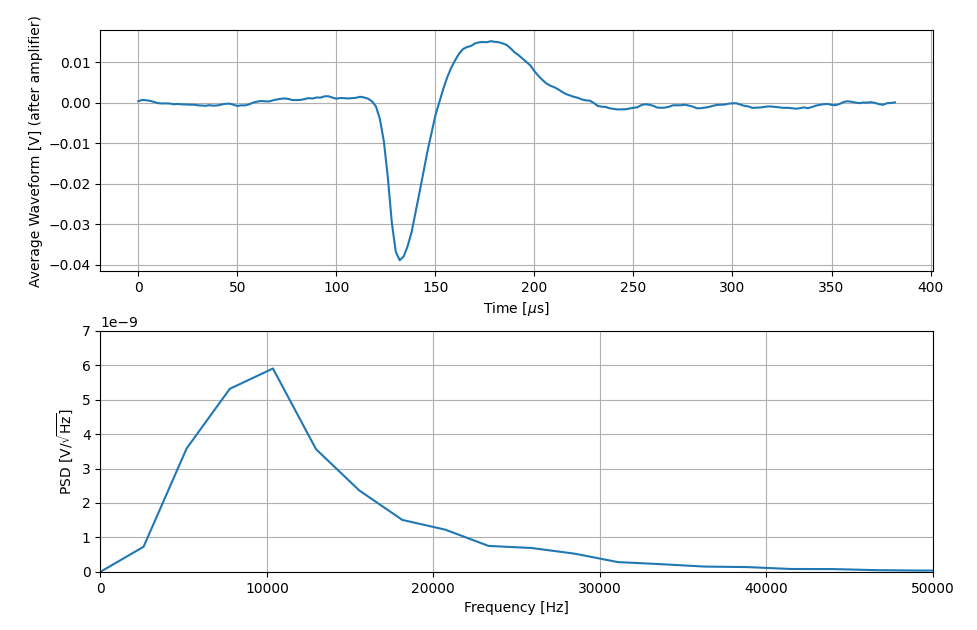 Average Waveform [V] (after amplifier)
0.01
0.00
−0.01
−0.02
−0.03
−0.04
0 50 100 150 200 250 300 350 400
Time [μs]
1e−9
PSD [V/√Hz]
7
6
5
4
3
2
1
0
0 10000 20000 30000 40000 50000
Frequency [Hz]